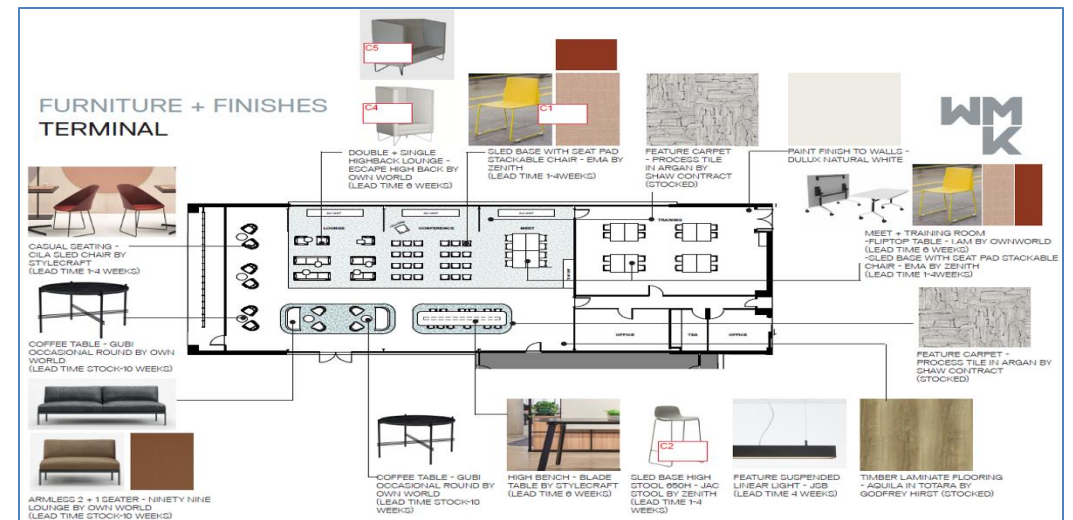 FURNITURE + FINISHES
TERMINAL
WMK
C5
C4
C1
DOUBLE + SINGLE
HIGHBACK LOUNGE -
ESCAPE HIGH BACK BY
OWN WORLD
(LEAD TIME 6 WEEKS)
SLED BASE WITH SEAT PAD
STACKABLE CHAIR - EMA BY
ZENITH
(LEAD TIME 1-4WEEKS)
FEATURE CARPET
- PROCESS TILE
IN ARGAN BY
SHAW CONTRACT
(STOCKED)
PAINT FINISH TO WALLS -
DULUX NATURAL WHITE
MEET + TRAINING ROOM
-FLIPTOP TABLE - I.AM BY OWNWORLD
(LEAD TIME 6 WEEKS)
-SLED BASE WITH SEAT PAD STACKABLE
CHAIR - EMA BY ZENITH
(LEAD TIME 1-4WEEKS)
CASUAL SEATING -
CILA SLED CHAIR BY
STYLECRAFT
(LEAD TIME 1-4 WEEKS)
LOUNGE
CONFERENCE
MEET
TRAINING
OFFICE
TEA
OFFICE
COFFEE TABLE - GUBI
OCCASIONAL ROUND BY OWN
WORLD
(LEAD TIME STOCK-10 WEEKS)
FEATURE CARPET -
PROCESS TILE IN ARGAN BY
SHAW CONTRACT
(STOCKED)
ARMLESS 2 + 1 SEATER - NINETY NINE
LOUNGE BY OWN WORLD
(LEAD TIME STOCK-10 WEEKS)
COFFEE TABLE - GUBI
OCCASIONAL ROUND BY
OWN WORLD
(LEAD TIME STOCK-10
WEEKS)
HIGH BENCH - BLADE
TABLE BY STYLECRAFT
(LEAD TIME 6 WEEKS)
C2
SLED BASE HIGH
STOOL 650H - JAC
STOOL BY ZENITH
(LEAD TIME 1-4
WEEKS)
FEATURE SUSPENDED
LINEAR LIGHT - JSB
(LEAD TIME 4 WEEKS)
TIMBER LAMINATE FLOORING
- AQUILA IN TOTARA BY
GODFREY HIRST (STOCKED)